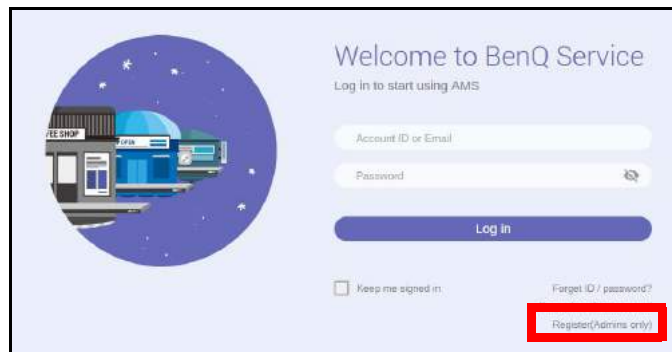 FEE SHOP
OPEN
Welcome to BenQ Service
Log in to start using AMS
Account ID or Email
Password
Log in
Keep me signed in
Forget ID / password?
Register(Admins only)